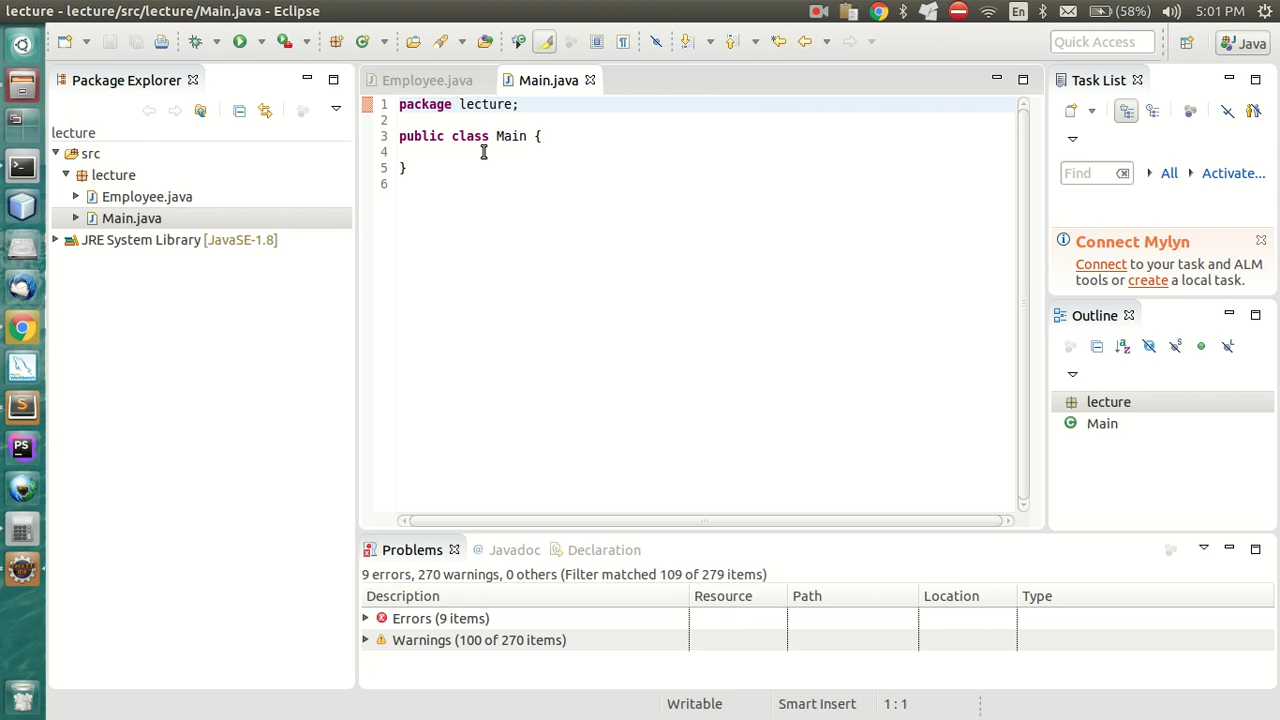 lecture - lecture/src/lecture/Main.java - Eclipse
En
(58%)
5:01 PM
Quick Access
Java
Package Explorer
lecture
src
lecture
Employee.java
Main.java
JRE System Library [JavaSE-1.8]
Employee.java
Main.java
1 package lecture;
2
3 public class Main {
4
5 }
6
Task List
Find
All
Activate...
Connect Mylyn
Connect to your task and ALM
tools or create a local task.
Outline
lecture
Main
Problems
@ Javadoc
Declaration
9 errors, 270 warnings, 0 others (Filter matched 109 of 279 items)
Description Resource Path Location Type
Errors (9 items)
Warnings (100 of 270 items)
Writable
Smart Insert
1 : 1
S
PS